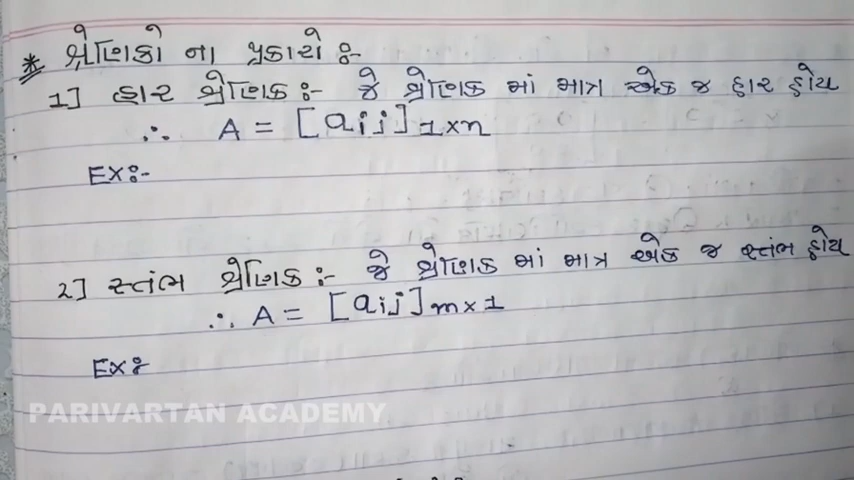 * શ્રેણિકો ના પ્રકારો :-
1] હાર શ્રેણિક :- જે શ્રેણિક માં માત્ર એક જ હાર હોય
∴ A = [aij]1×n
EX:-
2] સ્તંભ શ્રેણિક :- જે શ્રેણિક માં માત્ર એક જ સ્તંભ હોય
∴ A = [aij]m×1
EX:
PARIVARTAN ACADEMY